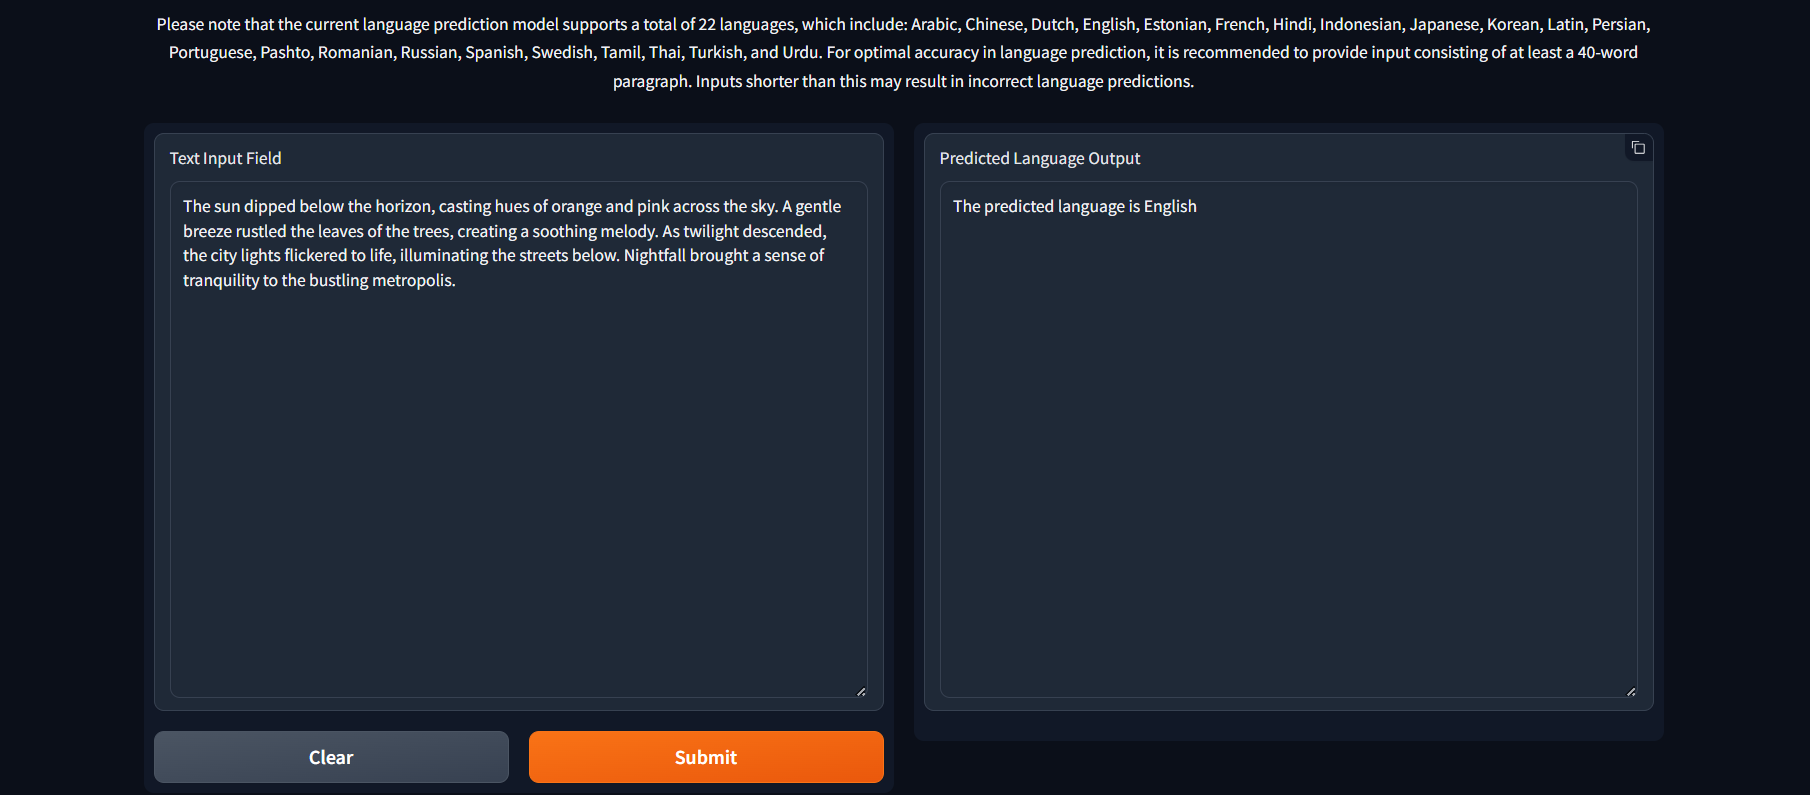 Please note that the current language prediction model supports a total of 22 languages, which include: Arabic, Chinese, Dutch, English, Estonian, French, Hindi, Indonesian, Japanese, Korean, Latin, Persian,
Portuguese, Pashto, Romanian, Russian, Spanish, Swedish, Tamil, Thai, Turkish, and Urdu. For optimal accuracy in language prediction, it is recommended to provide input consisting of at least a 40-word
paragraph. Inputs shorter than this may result in incorrect language predictions.
Text Input Field
The sun dipped below the horizon, casting hues of orange and pink across the sky. A gentle
breeze rustled the leaves of the trees, creating a soothing melody. As twilight descended,
the city lights flickered to life, illuminating the streets below. Nightfall brought a sense of
tranquility to the bustling metropolis.
Clear
Submit
Predicted Language Output
The predicted language is English